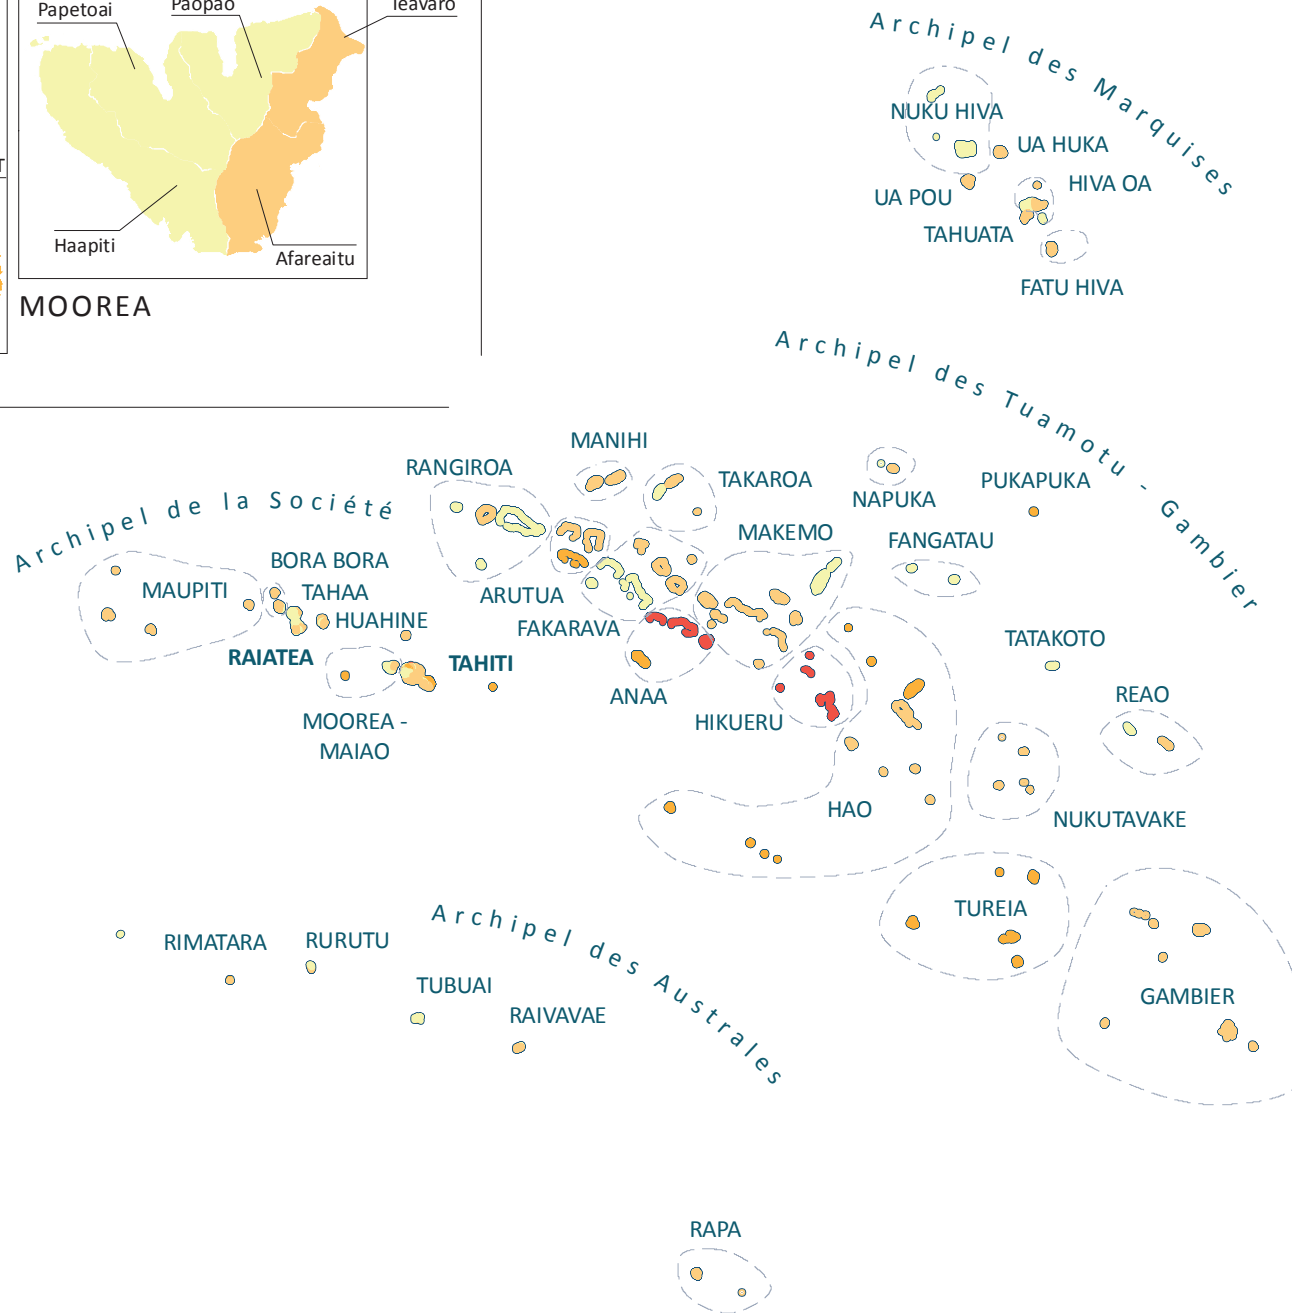 Papetoai
Paopao
Teavaro
Haapiti
Afareaitu
MOOREA
Archipel des Marquises
NUKU HIVA
UA HUKA
HIVA OA
UA POU
TAHUATA
FATU HIVA
Archipel des Tuamotu - Gambier
MANIHI
RANGIROA
TAKAROA
NAPUKA
PUKAPUKA
Archipel de la Société
MAKEMO
FANGATAU
BORA BORA
MAUPITI
TAHAA
ARUTUA
HUAHINE
FAKARAVA
TATAKOTO
RAIATEA
TAHITI
ANAA
REAO
MOOREA -
MAIAO
HIKUERU
HAO
NUKUTAVAKE
Archipel des Australes
TUREIA
RIMATARA
RURUTU
TUBUAI
GAMBIER
RAIVAVAE
RAPA